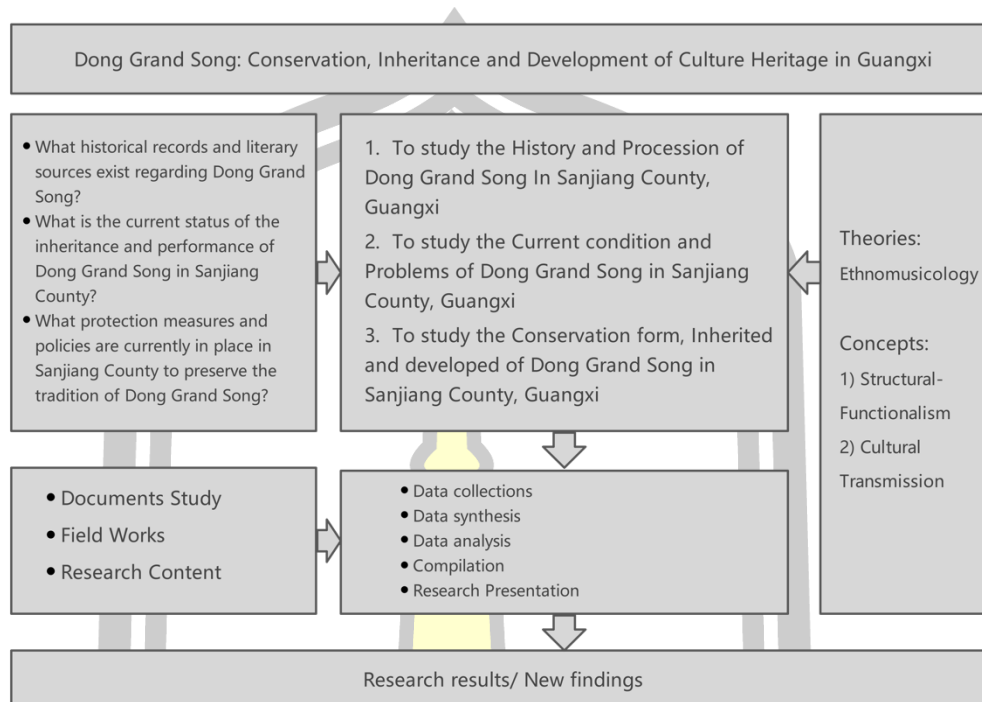 Dong Grand Song: Conservation, Inheritance and Development of Culture Heritage in Guangxi
• What historical records and literary
sources exist regarding Dong Grand
Song?
• What is the current status of the
inheritance and performance of
Dong Grand Song in Sanjiang
County?
• What protection measures and
policies are currently in place in
Sanjiang County to preserve the
tradition of Dong Grand Song?
1. To study the History and Procession of
Dong Grand Song In Sanjiang County,
Guangxi
2. To study the Current condition and
Problems of Dong Grand Song in Sanjiang
County, Guangxi
3. To study the Conservation form, Inherited
and developed of Dong Grand Song in
Sanjiang County, Guangxi
Theories:
Ethnomusicology
Concepts:
1) Structural-
Functionalism
2) Cultural
Transmission
• Documents Study
• Field Works
• Research Content
• Data collections
• Data synthesis
• Data analysis
• Compilation
• Research Presentation
Research results/ New findings